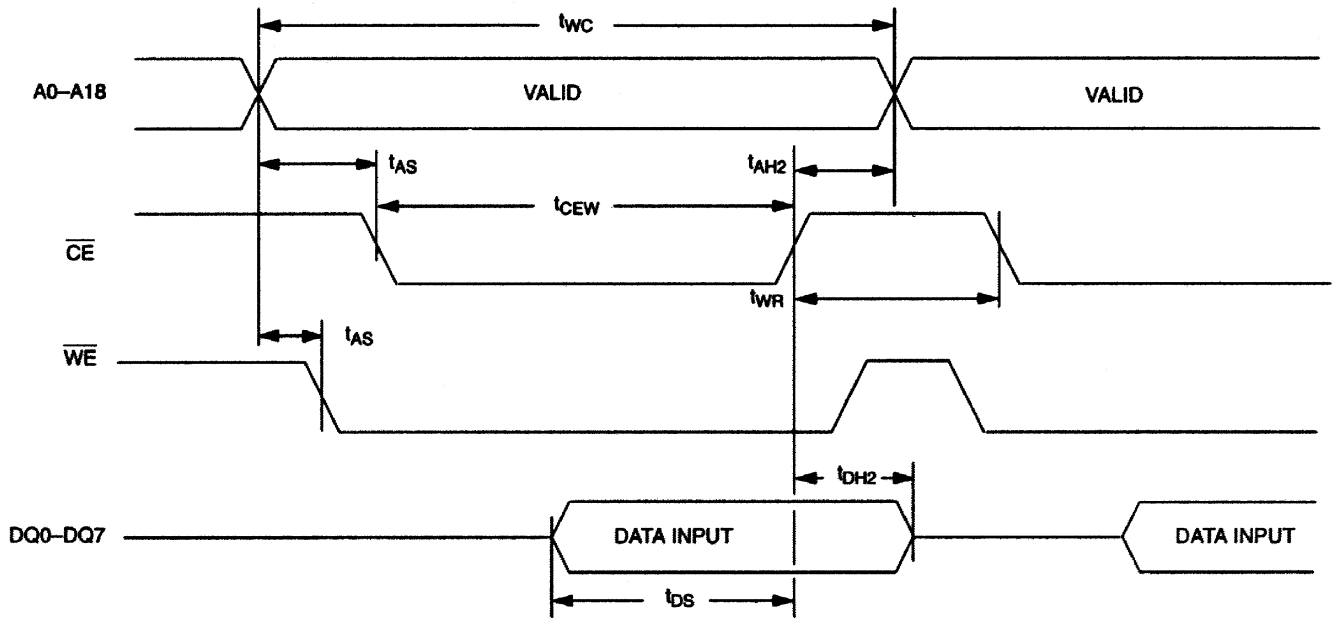 tWC
A0–A18
VALID
VALID
tAS
tAH2
tCEW
CE
tWR
tAS
WE
tDH2
DQ0–DQ7
DATA INPUT
DATA INPUT
tDS